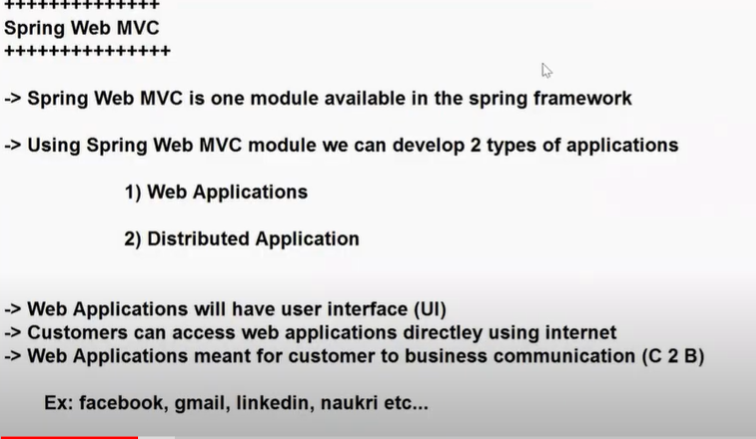 ++++++++++++++
Spring Web MVC
+++++++++++++++
-> Spring Web MVC is one module available in the spring framework
-> Using Spring Web MVC module we can develop 2 types of applications
1) Web Applications
2) Distributed Application
-> Web Applications will have user interface (UI)
-> Customers can access web applications directley using internet
-> Web Applications meant for customer to business communication (C 2 B)
Ex: facebook, gmail, linkedin, naukri etc...